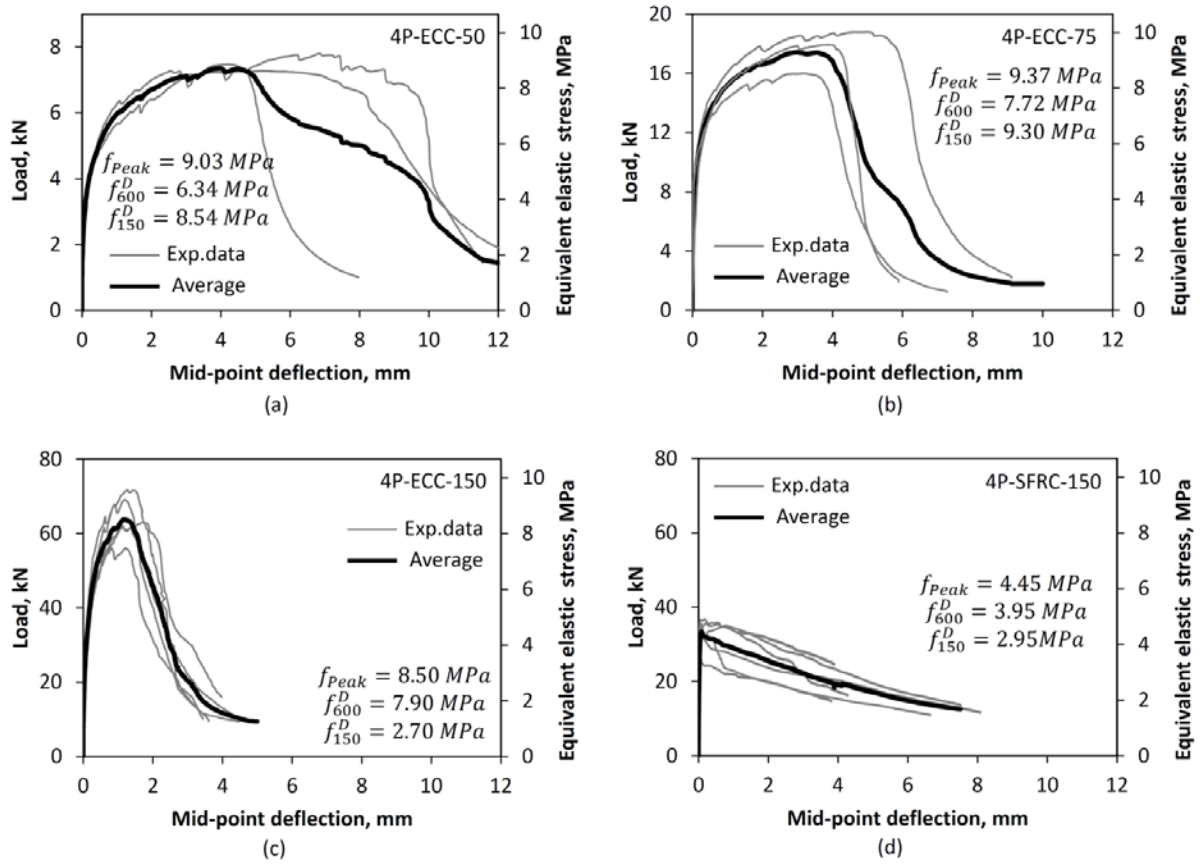 4P-ECC-50
f_Peak = 9.03 MPa
f^D_600 = 6.34 MPa
f^D_150 = 8.54 MPa
Exp.data
Average
Load, kN
0
2
4
6
8
Equivalent elastic stress, MPa
0
2
4
6
8
10
0 2 4 6 8 10 12
Mid-point deflection, mm
(a)
4P-ECC-75
f_Peak = 9.37 MPa
f^D_600 = 7.72 MPa
f^D_150 = 9.30 MPa
Exp.data
Average
Load, kN
0
4
8
12
16
20
Equivalent elastic stress, MPa
0
2
4
6
8
10
0 2 4 6 8 10 12
Mid-point deflection, mm
(b)
4P-ECC-150
Exp.data
Average
f_Peak = 8.50 MPa
f^D_600 = 7.90 MPa
f^D_150 = 2.70 MPa
Load, kN
0
20
40
60
80
Equivalent elastic stress, MPa
0
2
4
6
8
10
0 2 4 6 8 10 12
Mid-point deflection, mm
(c)
4P-SFRC-150
Exp.data
Average
f_Peak = 4.45 MPa
f^D_600 = 3.95 MPa
f^D_150 = 2.95MPa
Load, kN
0
20
40
60
80
Equivalent elastic stress, MPa
0
2
4
6
8
10
0 2 4 6 8 10 12
Mid-point deflection, mm
(d)